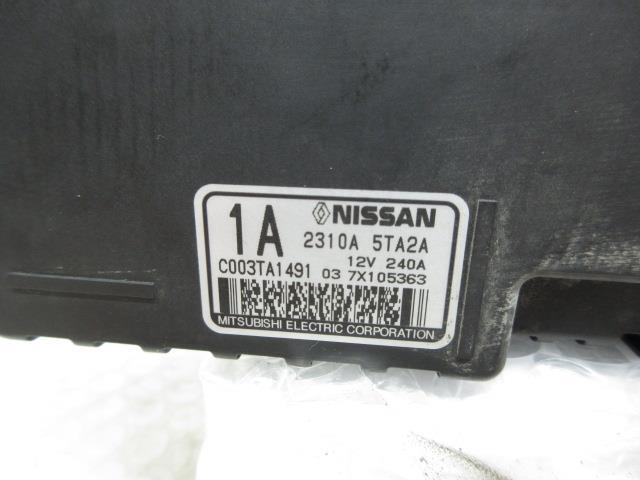 1A NISSAN
2310A 5TA2A
12V 240A
C003TA1491 03 7X105363
MITSUBISHI ELECTRIC CORPORATION